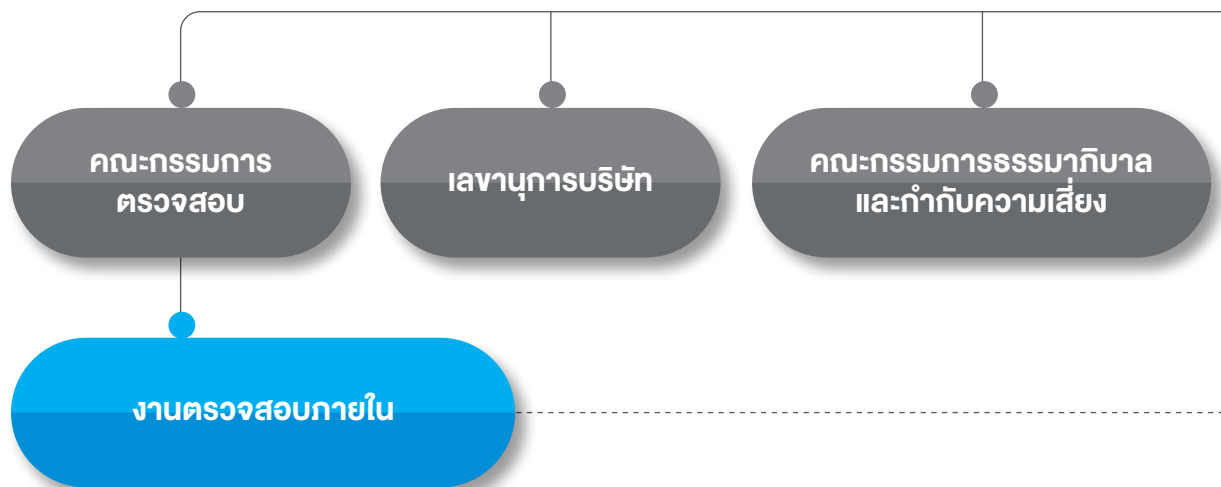 คณะกรรมการ
ตรวจสอบ
เลขานุการบริษัท
คณะกรรมการธรรมาภิบาล
และกำกับความเสี่ยง
งานตรวจสอบภายใน